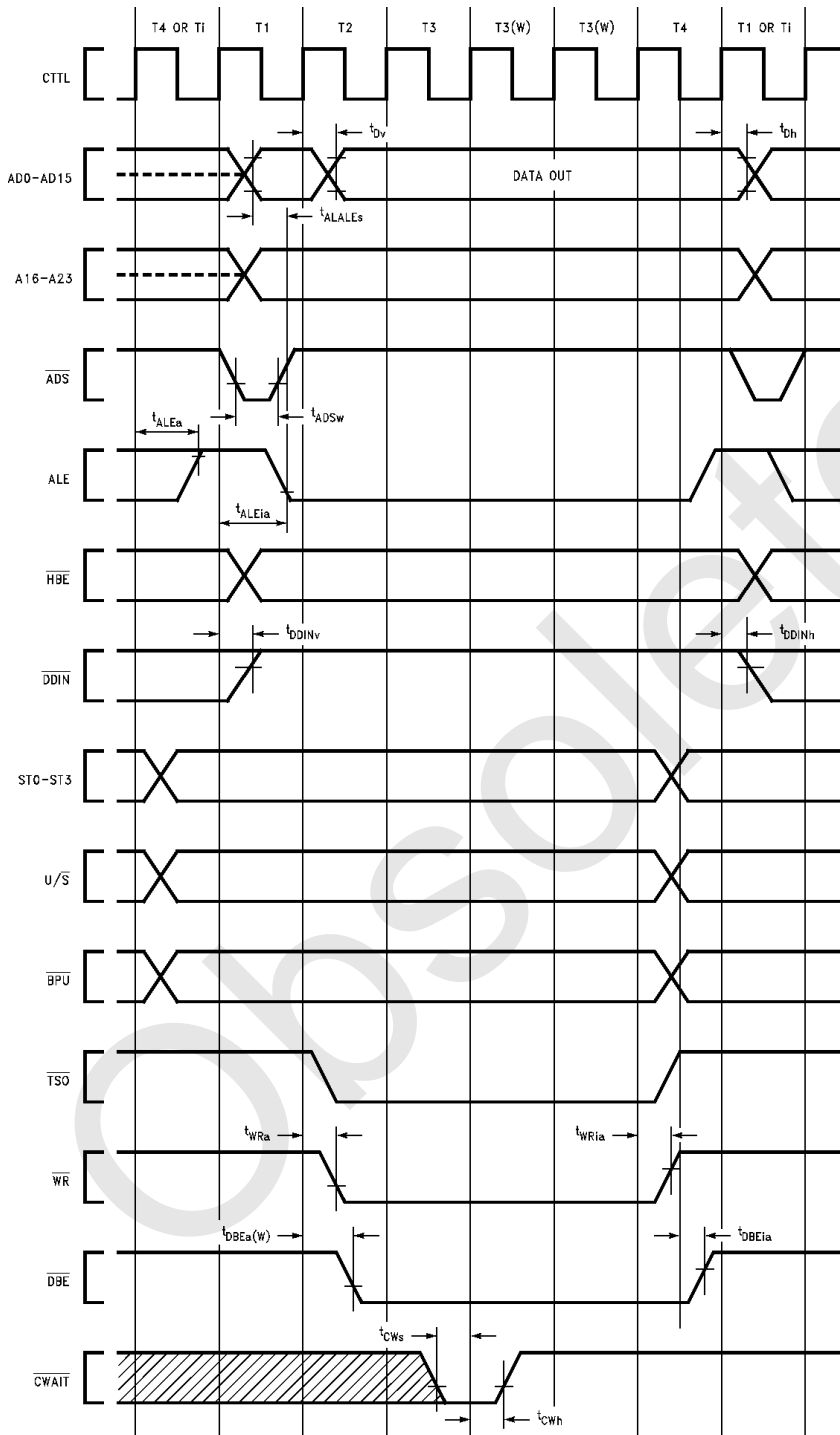 T4 OR Ti T1 T2 T3 T3(W) T3(W) T4 T1 OR Ti
CTTL
tDv tDh
AD0-AD15 DATA OUT
tALALEs
A16-A23
ADS
tALEa tADSw
ALE
tALEia
HBE
tDDINv tDDINh
DDIN
ST0-ST3
U/S
BPU
TSO
tWRa tWRia
WR
tDBEa(W) tDBEia
DBE
tCWs
CWAIT
tCWh
Obsolete